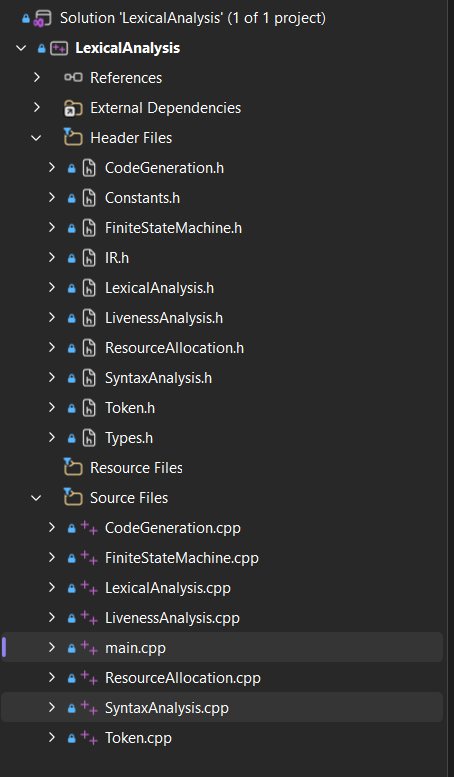 Solution 'LexicalAnalysis' (1 of 1 project)
LexicalAnalysis
References
External Dependencies
Header Files
CodeGeneration.h
Constants.h
FiniteStateMachine.h
IR.h
LexicalAnalysis.h
LivenessAnalysis.h
ResourceAllocation.h
SyntaxAnalysis.h
Token.h
Types.h
Resource Files
Source Files
CodeGeneration.cpp
FiniteStateMachine.cpp
LexicalAnalysis.cpp
LivenessAnalysis.cpp
main.cpp
ResourceAllocation.cpp
SyntaxAnalysis.cpp
Token.cpp